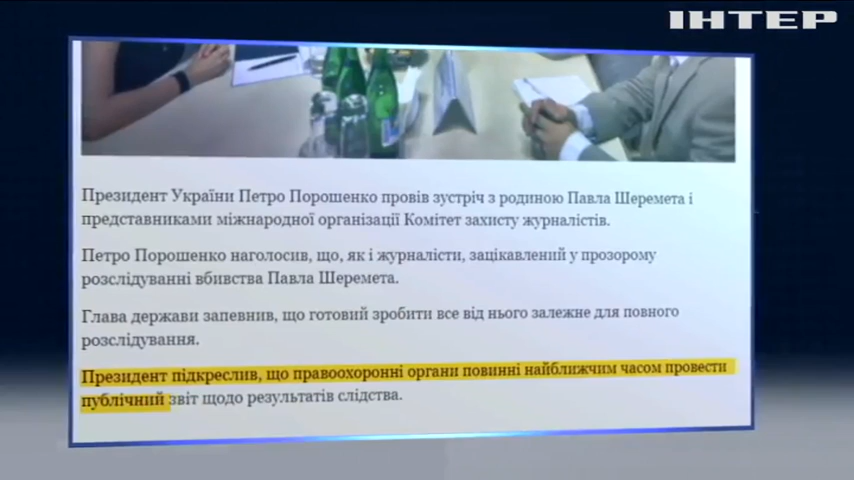 ІНТЕР
Президент України Петро Порошенко провів зустріч з родиною Павла Шеремета і
представниками міжнародної організації Комітет захисту журналістів.
Петро Порошенко наголосив, що, як і журналісти, зацікавлений у прозорому
розслідуванні вбивства Павла Шеремета.
Глава держави запевнив, що готовий зробити все від нього залежне для повного
розслідування.
Президент підкреслив, що правоохоронні органи повинні найближчим часом провести
публічний звіт щодо результатів слідства.